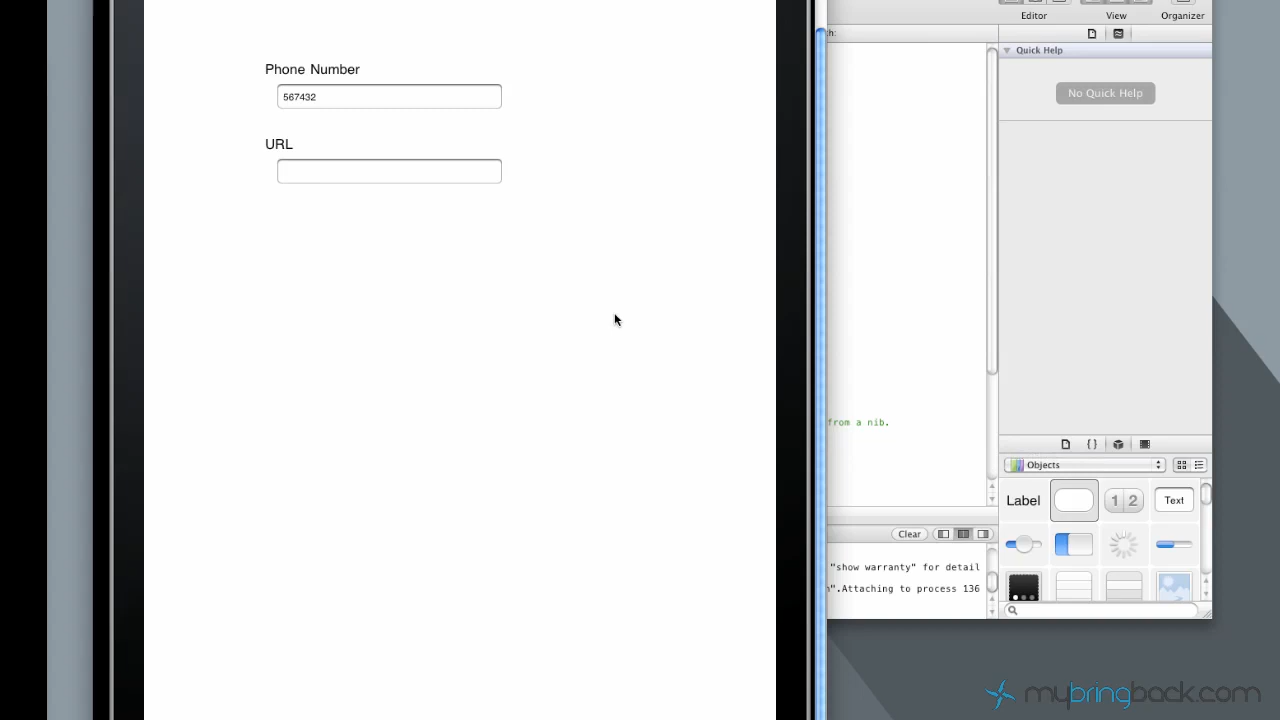 Phone Number
567432
URL
Editor
View
Organizer
th:
Quick Help
No Quick Help
from a nib.
Objects
Label
1 2
Text
Clear
"show warranty" for detail
n".Attaching to process 136
mybringback.com